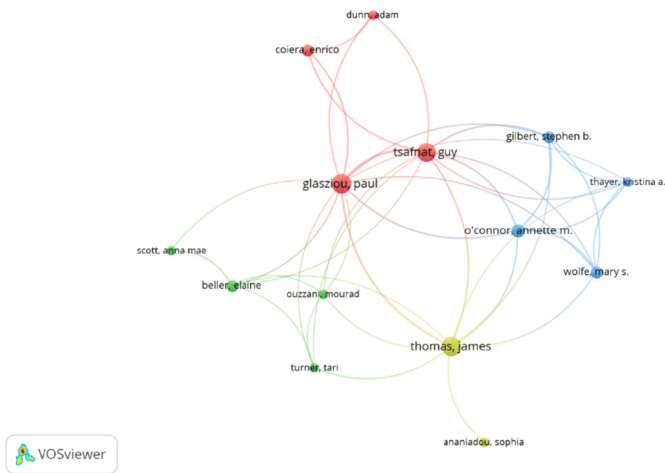 dunn, adam
coiera, enrico
tsafnat, guy
gilbert, stephen b.
glasziou, paul
thayer, kristina a.
o'connor, annette m.
scott, anna mae
wolfe, mary s.
beller, elaine
ouzzani, mourad
thomas, james
turner, tari
ananiadou, sophia
VOSviewer